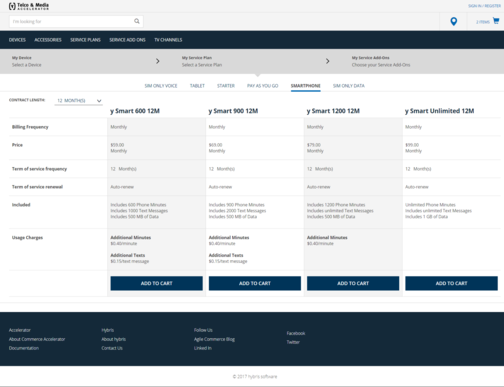 Telco & Media
ACCELERATOR
SIGN IN / REGISTER
I'm looking for
2 ITEMS
DEVICES ACCESSORIES SERVICE PLANS SERVICE ADD ONS TV CHANNELS
My Device My Service Plan My Service Add-Ons
Select a Device Select a Service Plan Choose your Service Add-Ons
SIM ONLY VOICE TABLET STARTER PAY AS YOU GO SMARTPHONE SIM ONLY DATA
CONTRACT LENGTH: 12 MONTH(S)
y Smart 600 12M y Smart 900 12M y Smart 1200 12M y Smart Unlimited 12M
Billing Frequency Monthly Monthly Monthly Monthly
Price $59.00 $69.00 $79.00 $99.00
Monthly Monthly Monthly Monthly
Term of service frequency 12 Month(s) 12 Month(s) 12 Month(s) 12 Month(s)
Term of service renewal Auto-renew Auto-renew Auto-renew Auto-renew
Included Includes 600 Phone Minutes Includes 900 Phone Minutes Includes 1200 Phone Minutes Unlimited Phone Minutes
Includes 1000 Text Messages Includes 2000 Text Messages Includes unlimited Text Messages Includes unlimited Text Messages
Includes 500 MB of Data Includes 500 MB of Data Includes 500 MB of Data Includes 1 GB of Data
Usage Charges Additional Minutes Additional Minutes Additional Minutes
$0.40/minute $0.40/minute $0.40/minute
Additional Texts Additional Texts
$0.15/text message $0.15/text message
ADD TO CART ADD TO CART ADD TO CART ADD TO CART
Accelerator Hybris Follow Us Facebook
About Commerce Accelerator About hybris Agile Commerce Blog Twitter
Documentation Contact Us Linked In
© 2017 hybris software